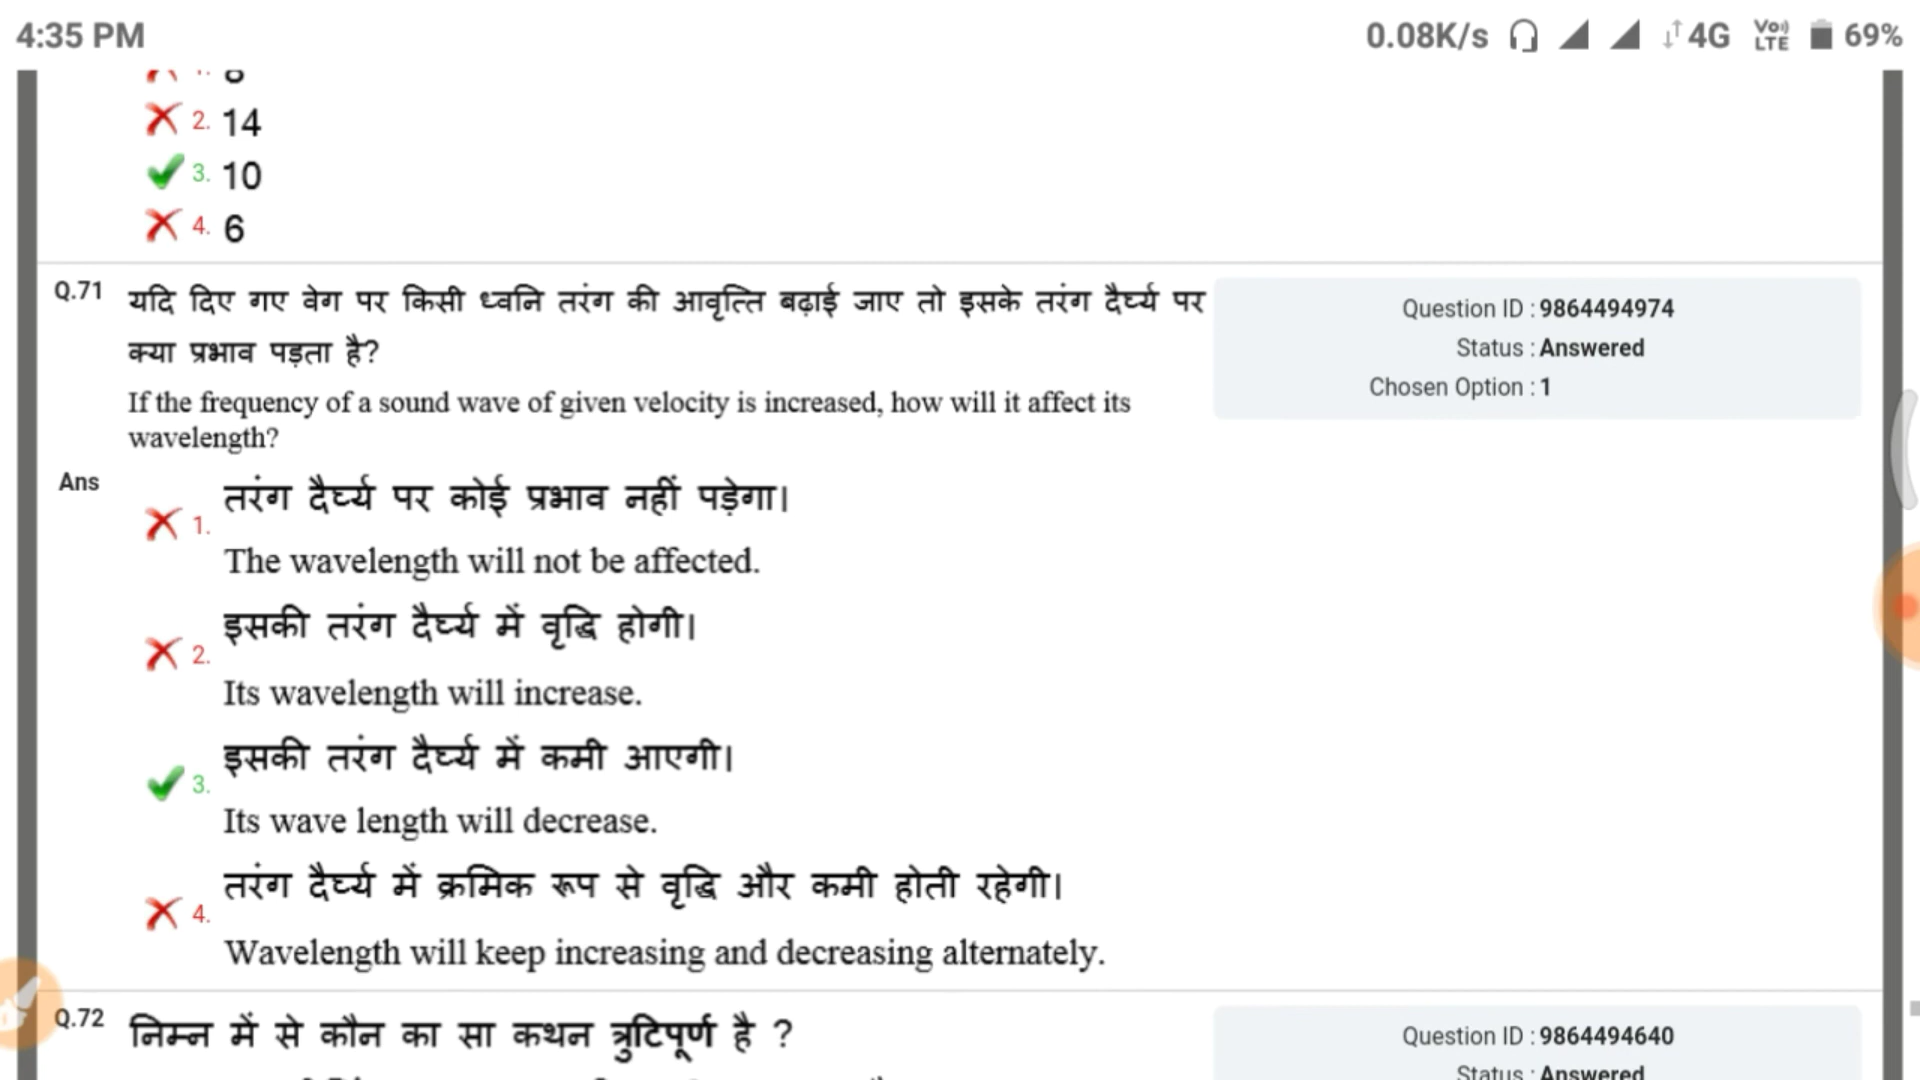 4:35 PM 0.08K/s 4G VoLTE 69%
2. 14
3. 10
4. 6
Q.71 यदि दिए गए वेग पर किसी ध्वनि तरंग की आवृत्ति बढ़ाई जाए तो इसके तरंग दैर्घ्य पर
क्या प्रभाव पड़ता है?
If the frequency of a sound wave of given velocity is increased, how will it affect its
wavelength?
Question ID : 9864494974
Status : Answered
Chosen Option : 1
Ans
1. तरंग दैर्घ्य पर कोई प्रभाव नहीं पड़ेगा।
The wavelength will not be affected.
2. इसकी तरंग दैर्घ्य में वृद्धि होगी।
Its wavelength will increase.
3. इसकी तरंग दैर्घ्य में कमी आएगी।
Its wave length will decrease.
4. तरंग दैर्घ्य में क्रमिक रूप से वृद्धि और कमी होती रहेगी।
Wavelength will keep increasing and decreasing alternately.
Q.72 निम्न में से कौन का सा कथन त्रुटिपूर्ण है ?
Question ID : 9864494640
Status : Answered